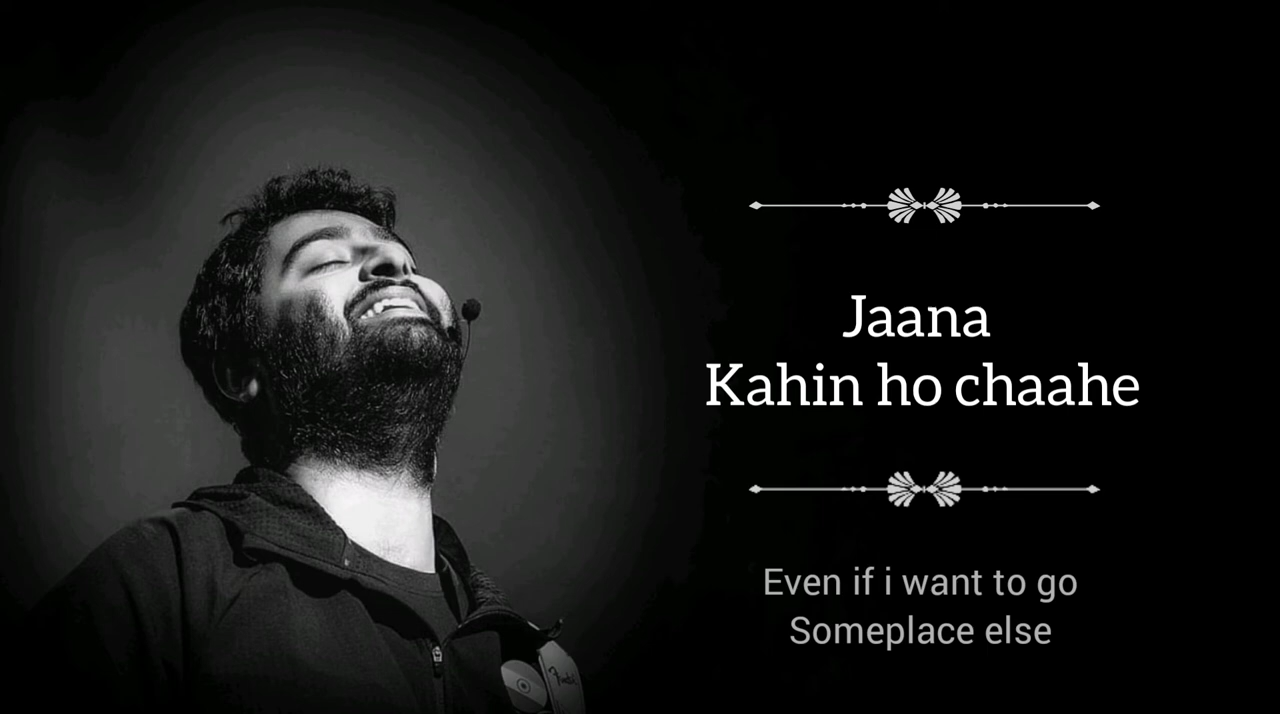 Jaana
Kahin ho chaahe
Even if i want to go
Someplace else